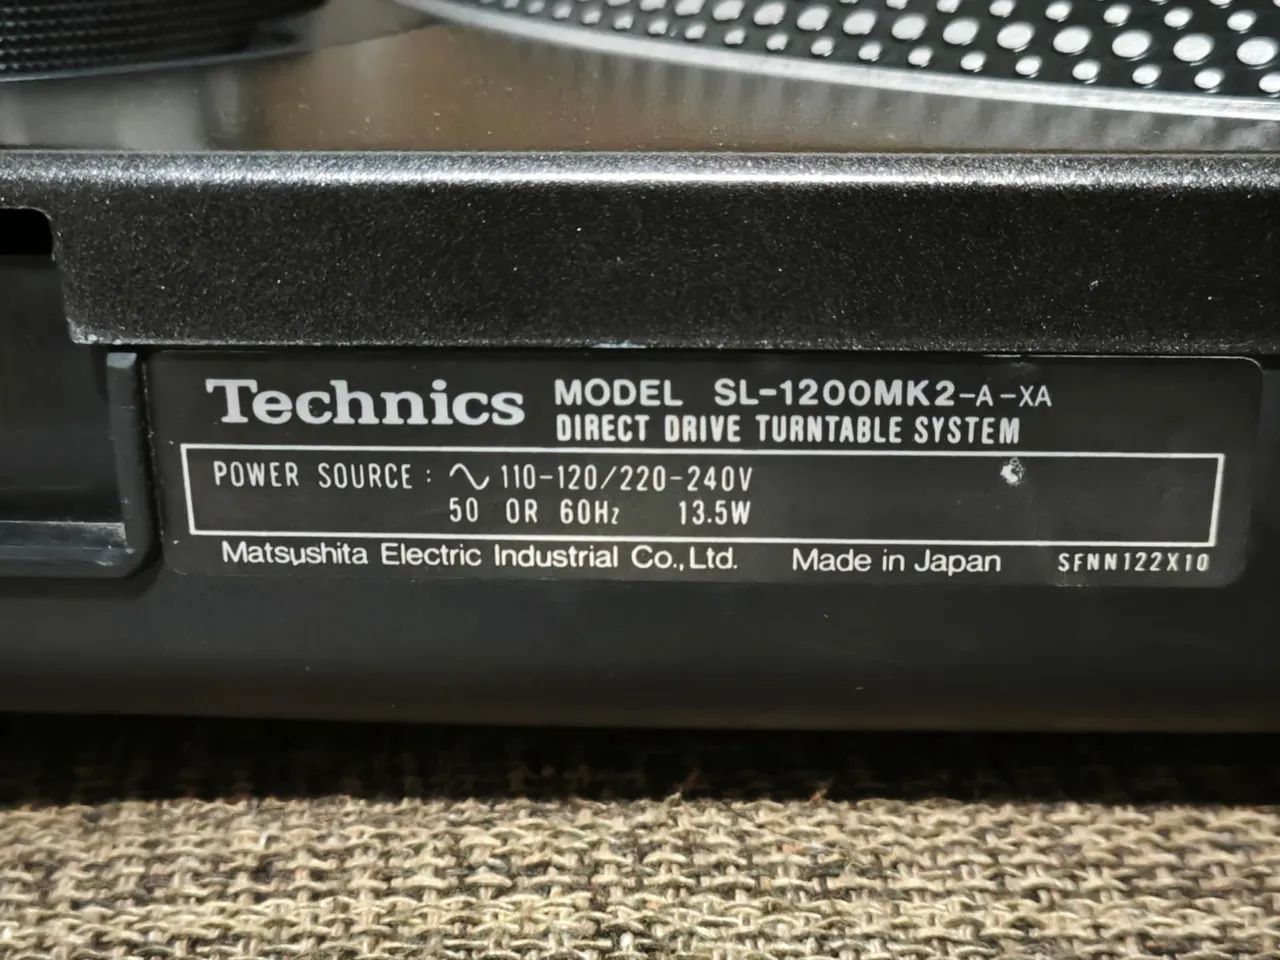 Technics MODEL SL-1200MK2-A-XA
DIRECT DRIVE TURNTABLE SYSTEM
POWER SOURCE : ∿ 110-120/220-240V
50 OR 60Hz 13.5W
Matsushita Electric Industrial Co.,Ltd. Made in Japan SFNN122X10